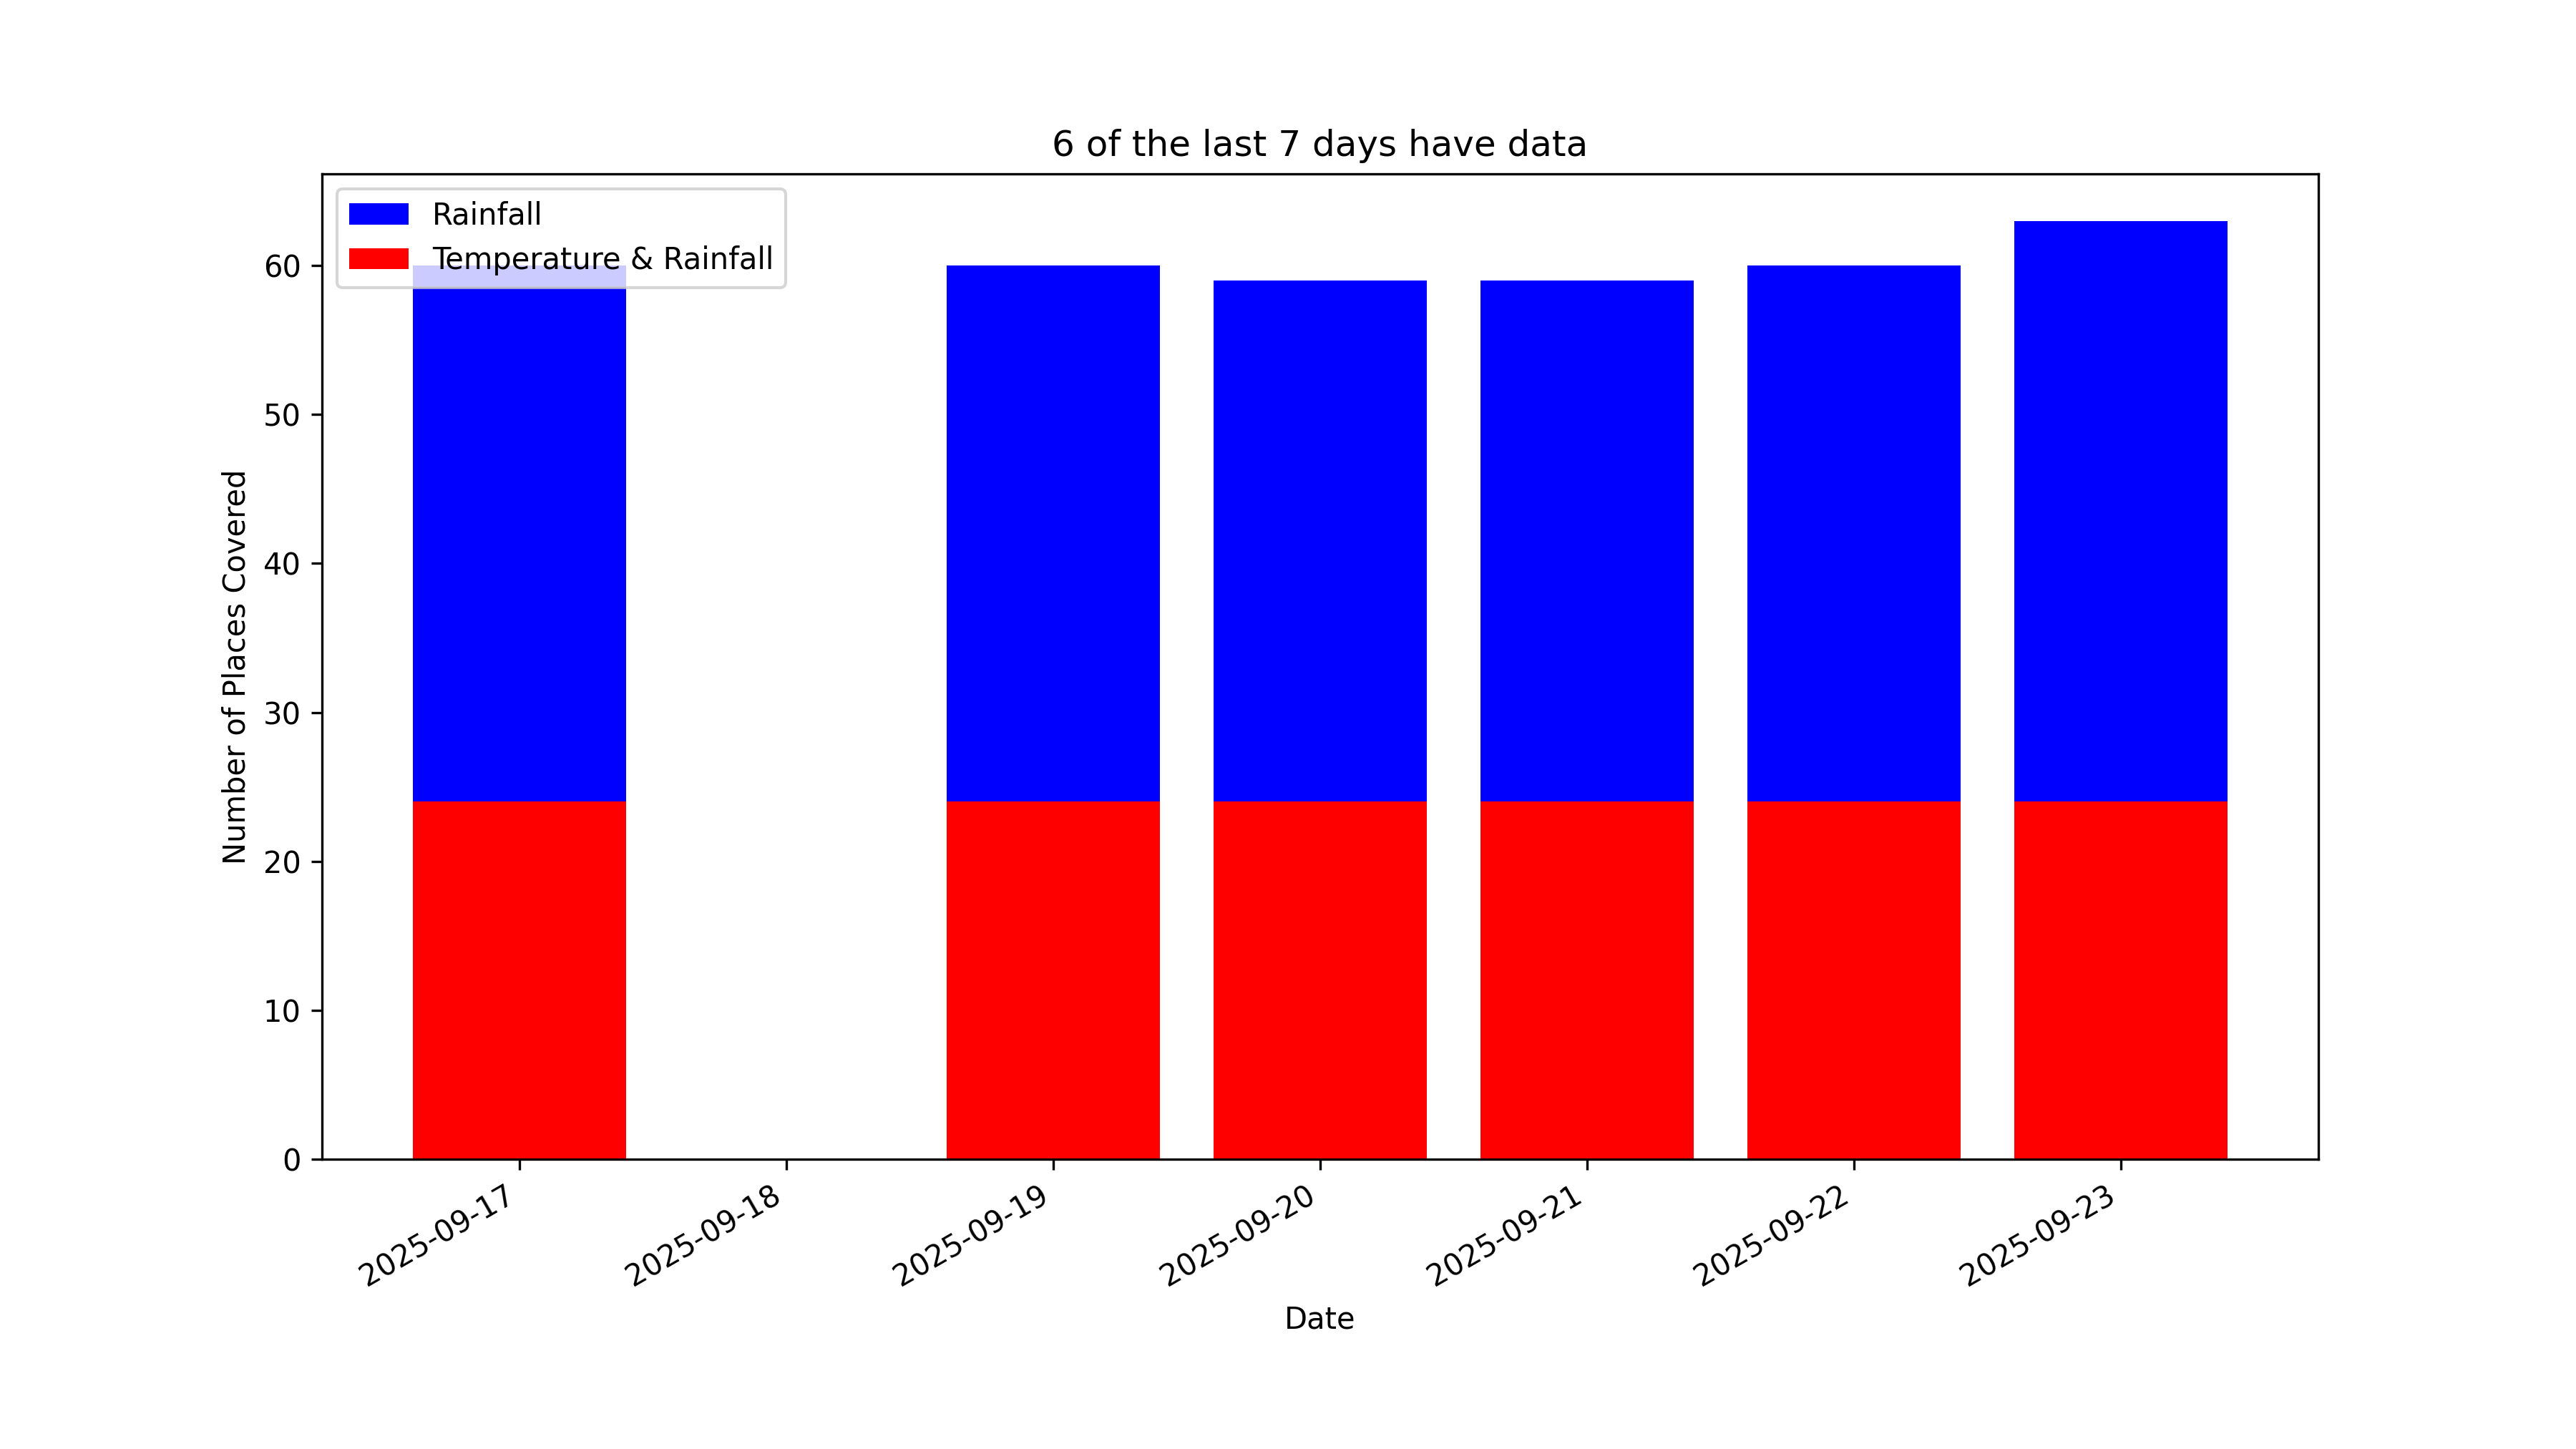 6 of the last 7 days have data
Rainfall
Temperature & Rainfall
Number of Places Covered
60
50
40
30
20
10
0
2025-09-17
2025-09-18
2025-09-19
2025-09-20
2025-09-21
2025-09-22
2025-09-23
Date